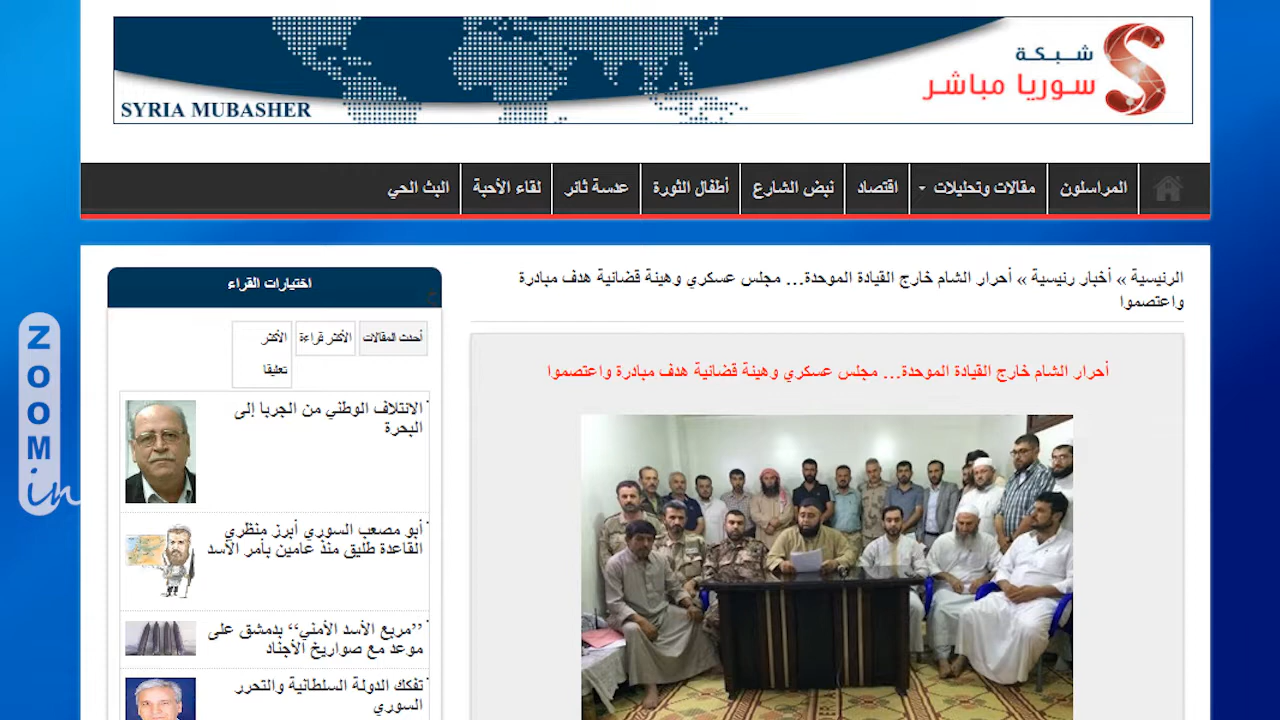 شبكة
سوريا مباشر
SYRIA MUBASHER
المراسلون
مقالات وتحليلات
اقتصاد
نبض الشارع
أطفال الثورة
عدسة ثائر
لقاء الأحبة
البث الحي
الرئيسية » أخبار رئيسية » أحرار الشام خارج القيادة الموحدة... مجلس عسكري وهيئة قضائية هدف مبادرة
واعتصموا
أحرار الشام خارج القيادة الموحدة... مجلس عسكري وهيئة قضائية هدف مبادرة واعتصموا
اختيارات القراء
أحدث المقالات
الأكثر قراءة
الأكثر
تعليقا
الائتلاف الوطني من الجربا إلى
البحرة
أبو مصعب السوري أبرز منظري
القاعدة طليق منذ عامين بأمر الأسد
”مربع الأسد الأمني“ بدمشق على
موعد مع صواريخ الأجناد
تفكك الدولة السلطانية والتحرر
السوري
ZOOM
in